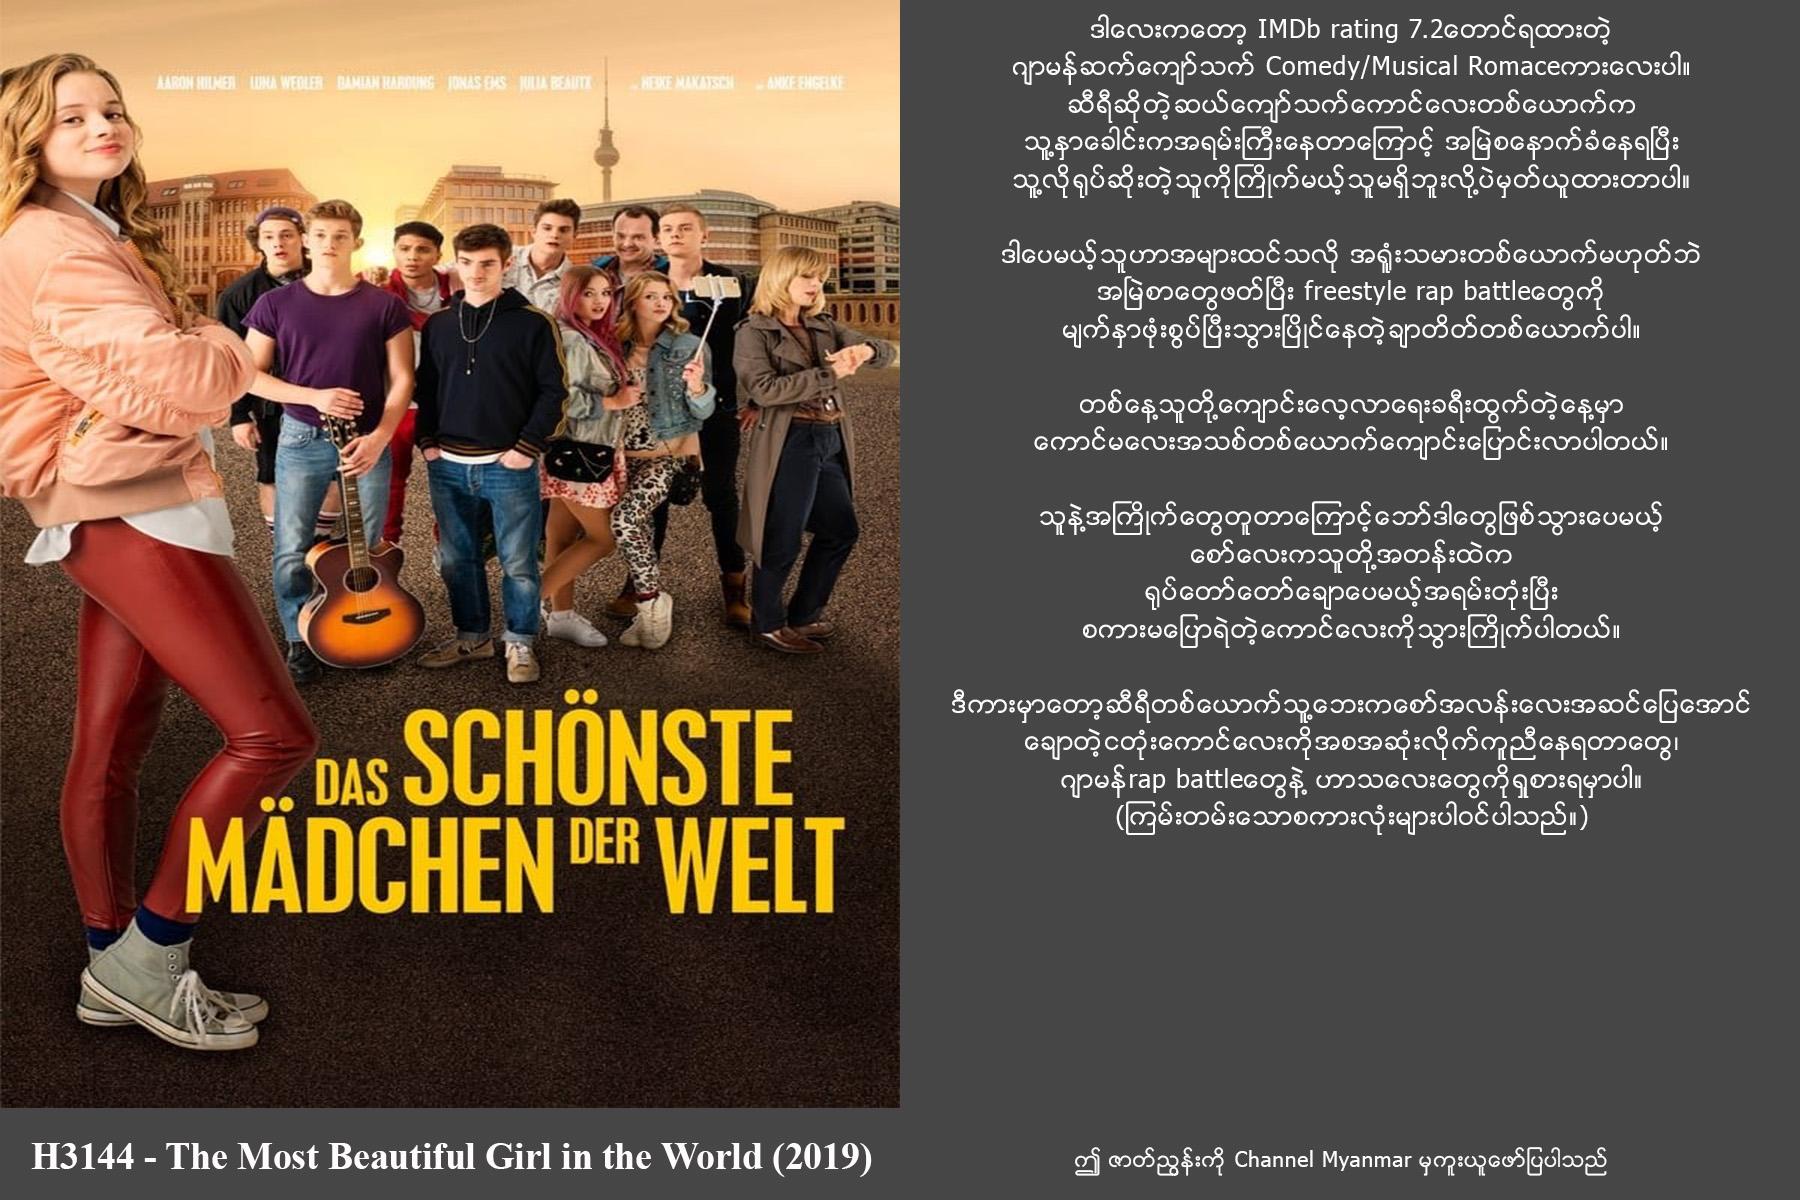 AARON HILMER LUNA WEDLER DAMIAN HARDUNG JONAS EMS JULIA BEAUTX UND HEIKE MAKATSCH UND ANKE ENGELKE
DAS SCHÖNSTE
MÄDCHEN DER WELT
H3144 - The Most Beautiful Girl in the World (2019)
ဒါလေးကတော့ IMDb rating 7.2တောင်ရထားတဲ့
ဂျာမန်ဆက်ကျော်သက် Comedy/Musical Romaceကားလေးပါ။
ဆီရီဆိုတဲ့ဆယ်ကျော်သက်ကောင်လေးတစ်ယောက်က
သူ့နှာခေါင်းကအရမ်းကြီးနေတာကြောင့် အမြဲစနောက်ခံနေရပြီး
သူ့လိုရုပ်ဆိုးတဲ့သူကိုကြိုက်မယ့်သူမရှိဘူးလို့ပဲမှတ်ယူထားတာပါ။
ဒါပေမယ့်သူဟာအများထင်သလို အရှုံးသမားတစ်ယောက်မဟုတ်ဘဲ
အမြဲစာတွေဖတ်ပြီး freestyle rap battleတွေကို
မျက်နှာဖုံးစွပ်ပြီးသွားပြိုင်နေတဲ့ချာတိတ်တစ်ယောက်ပါ။
တစ်နေ့သူတို့ကျောင်းလေ့လာရေးခရီးထွက်တဲ့နေ့မှာ
ကောင်မလေးအသစ်တစ်ယောက်ကျောင်းပြောင်းလာပါတယ်။
သူနဲ့အကြိုက်တွေတူတာကြောင့်ဘော်ဒါတွေဖြစ်သွားပေမယ့်
စော်လေးကသူတို့အတန်းထဲက
ရုပ်တော်တော်ချောပေမယ့်အရမ်းတုံးပြီး
စကားမပြောရဲတဲ့ကောင်လေးကိုသွားကြိုက်ပါတယ်။
ဒီကားမှာတော့ဆီရီတစ်ယောက်သူ့ဘေးကစော်အလန်းလေးအဆင်ပြေအောင်
ချောတဲ့ငတုံးကောင်လေးကိုအစအဆုံးလိုက်ကူညီနေရတာတွေ၊
ဂျာမန်rap battleတွေနဲ့ ဟာသလေးတွေကိုရှုစားရမှာပါ။
(ကြမ်းတမ်းသောစကားလုံးများပါဝင်ပါသည်။)
ဤ ဇာတ်ညွှန်းကို Channel Myanmar မှကူးယူဖော်ပြပါသည်